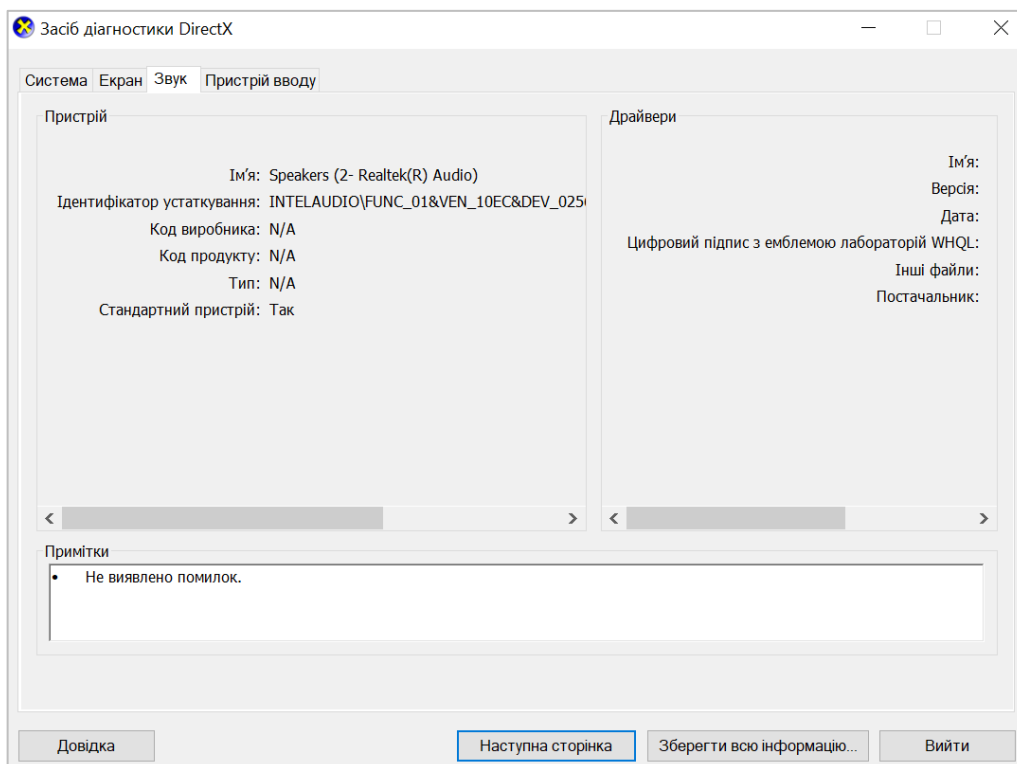 Засіб діагностики DirectX
Система Екран Звук Пристрій вводу
Пристрій
Ім'я: Speakers (2- Realtek(R) Audio)
Ідентифікатор устаткування: INTELAUDIO\FUNC_01&VEN_10EC&DEV_025
Код виробника: N/A
Код продукту: N/A
Тип: N/A
Стандартний пристрій: Так
Драйвери
Ім'я:
Версія:
Дата:
Цифровий підпис з емблемою лабораторій WHQL:
Інші файли:
Постачальник:
Примітки
• Не виявлено помилок.
Довідка
Наступна сторінка
Зберегти всю інформацію...
Вийти